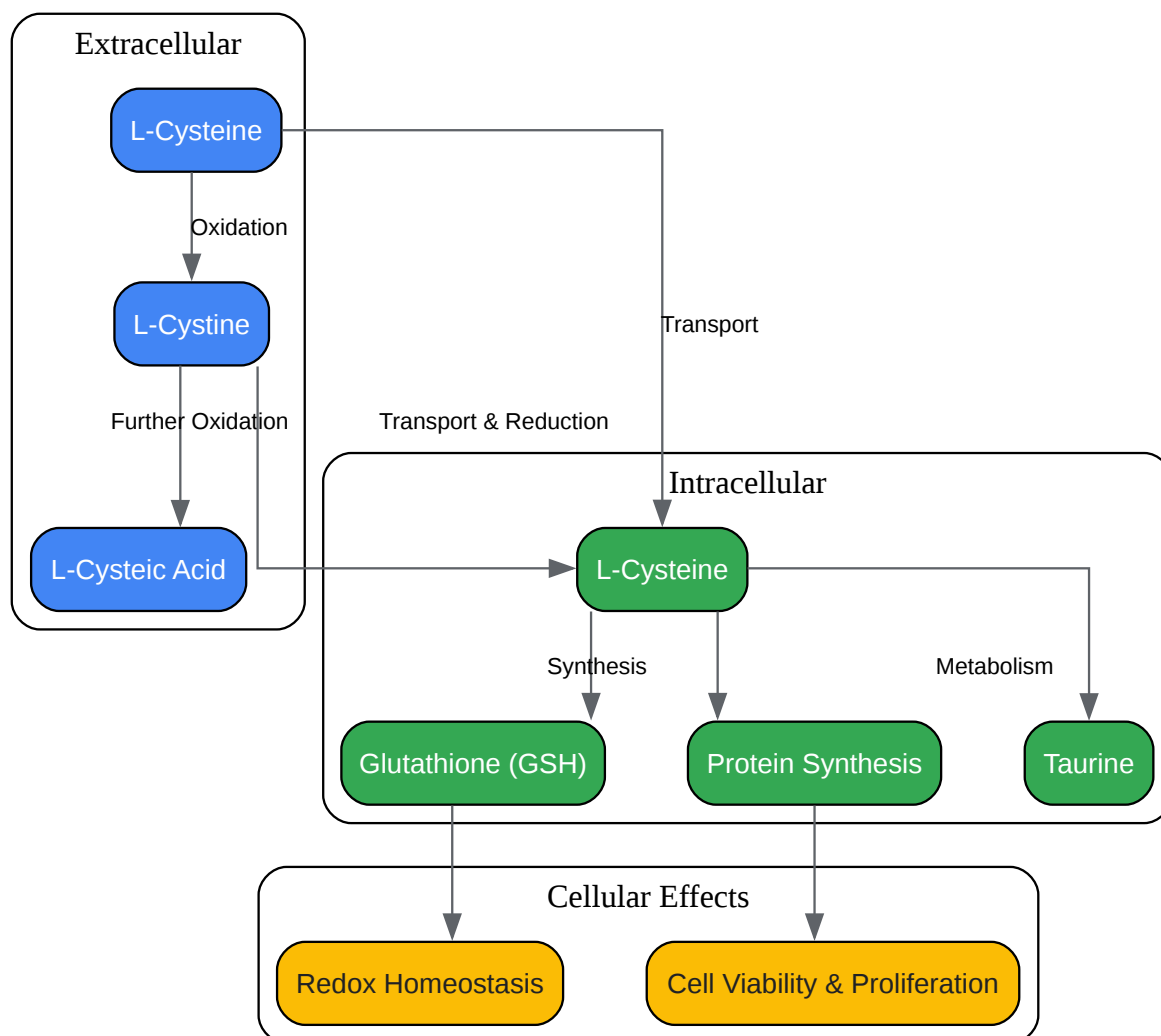 Extracellular
L-Cysteine
Oxidation
L-Cystine
Transport
Further Oxidation
Transport & Reduction
Intracellular
L-Cysteic Acid
L-Cysteine
Synthesis
Metabolism
Glutathione (GSH)
Protein Synthesis
Taurine
Cellular Effects
Redox Homeostasis
Cell Viability & Proliferation